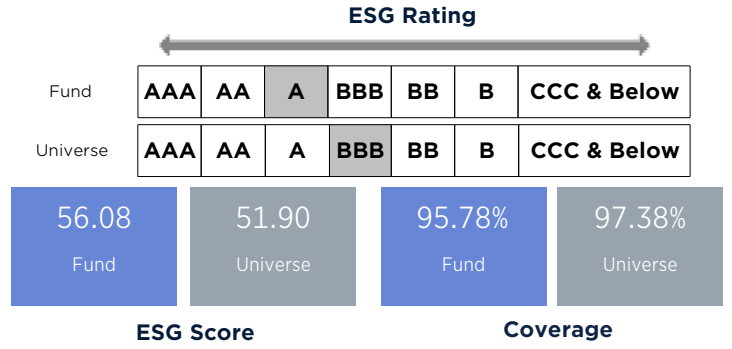 ESG Rating
Fund AAA AA A BBB BB B CCC & Below
Universe AAA AA A BBB BB B CCC & Below
56.08 51.90 95.78% 97.38%
Fund Universe Fund Universe
ESG Score Coverage